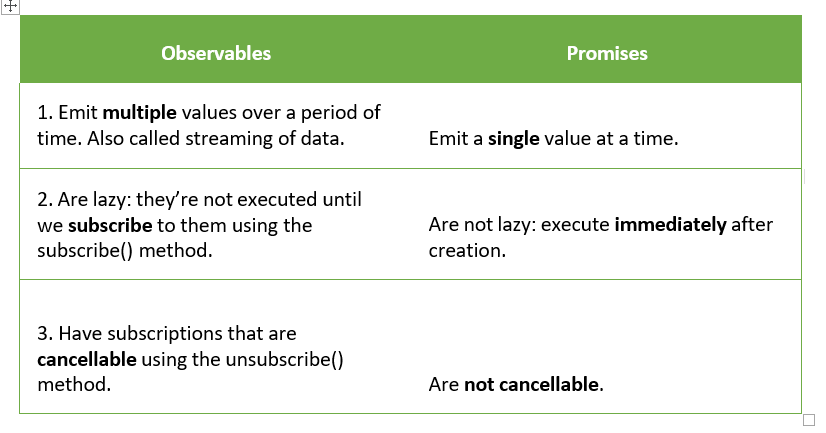 Observables
Promises
1. Emit multiple values over a period of
time. Also called streaming of data.
Emit a single value at a time.
2. Are lazy: they’re not executed until
we subscribe to them using the
subscribe() method.
Are not lazy: execute immediately after
creation.
3. Have subscriptions that are
cancellable using the unsubscribe()
method.
Are not cancellable.